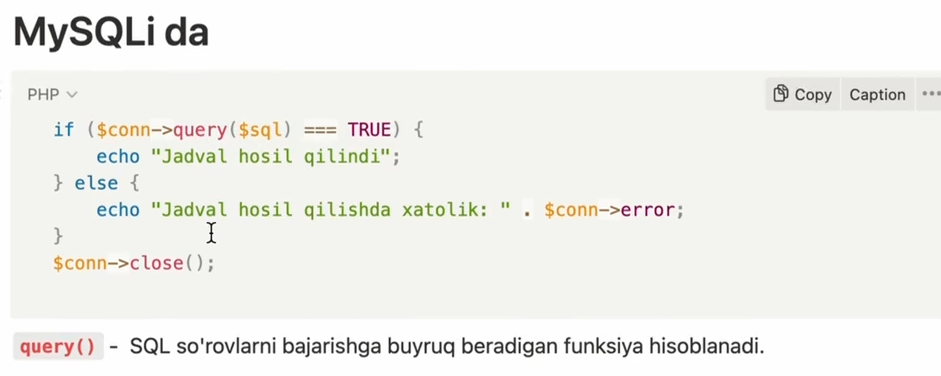 MySQLi da
PHP
Copy Caption
if ($conn->query($sql) === TRUE) {
    echo "Jadval hosil qilindi";
} else {
    echo "Jadval hosil qilishda xatolik: " . $conn->error;
}
$conn->close();
query() - SQL so'rovlarni bajarishga buyruq beradigan funksiya hisoblanadi.